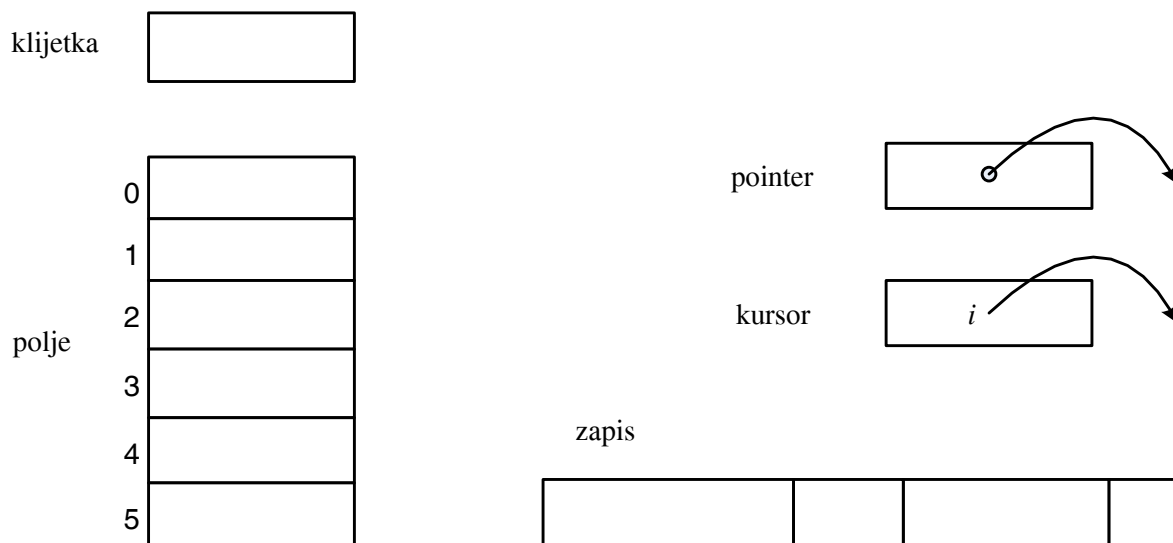 klijetka
pointer
0
1
2
kursor
i
polje
3
zapis
4
5